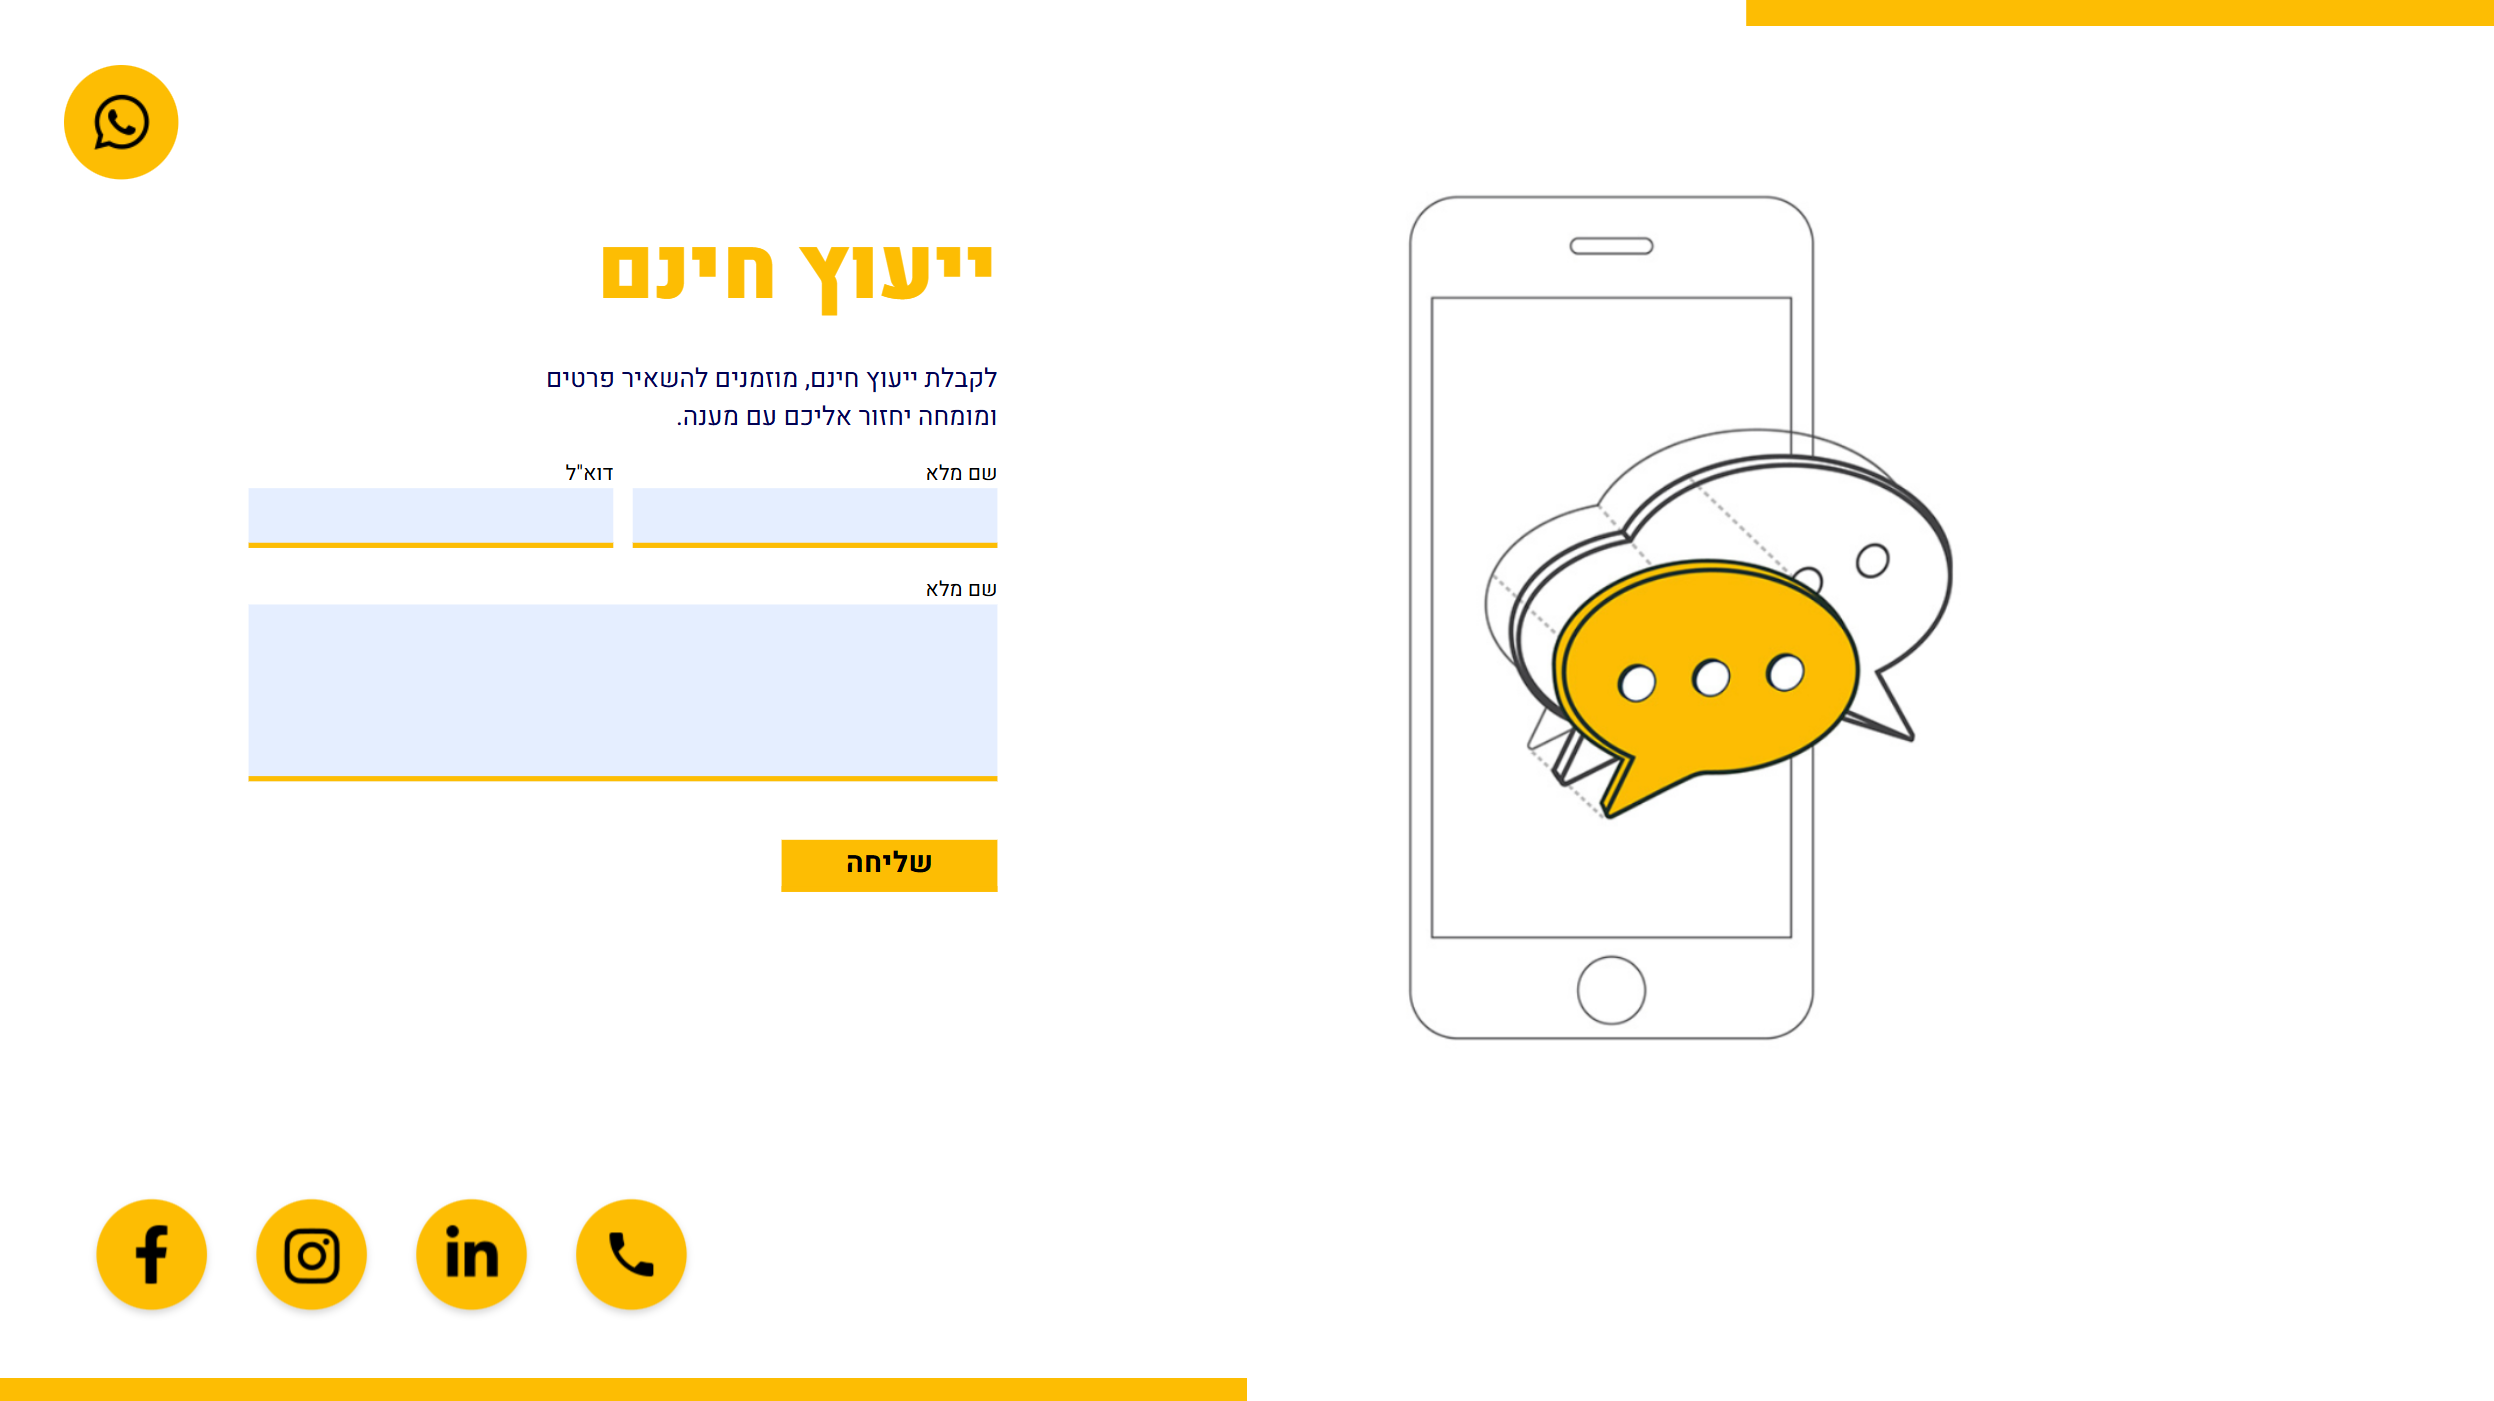 ייעוץ חינם
לקבלת ייעוץ חינם, מוזמנים להשאיר פרטים
ומומחה יחזור אליכם עם מענה.
שם מלא
דוא"ל
שם מלא
שליחה